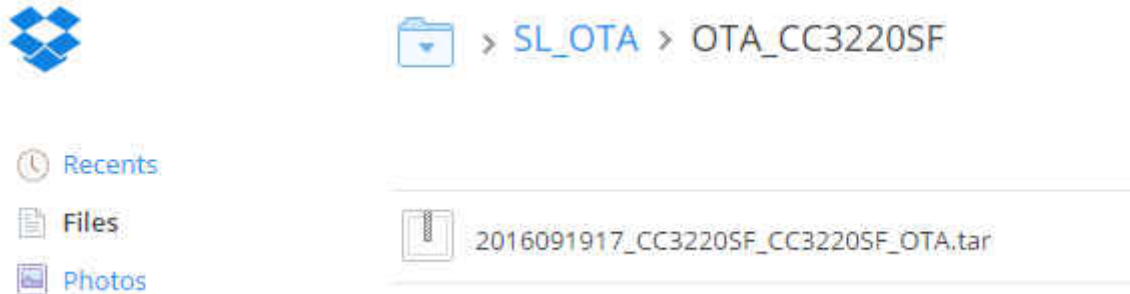 > SL_OTA > OTA_CC3220SF
Recents
Files
2016091917_CC3220SF_CC3220SF_OTA.tar
Photos